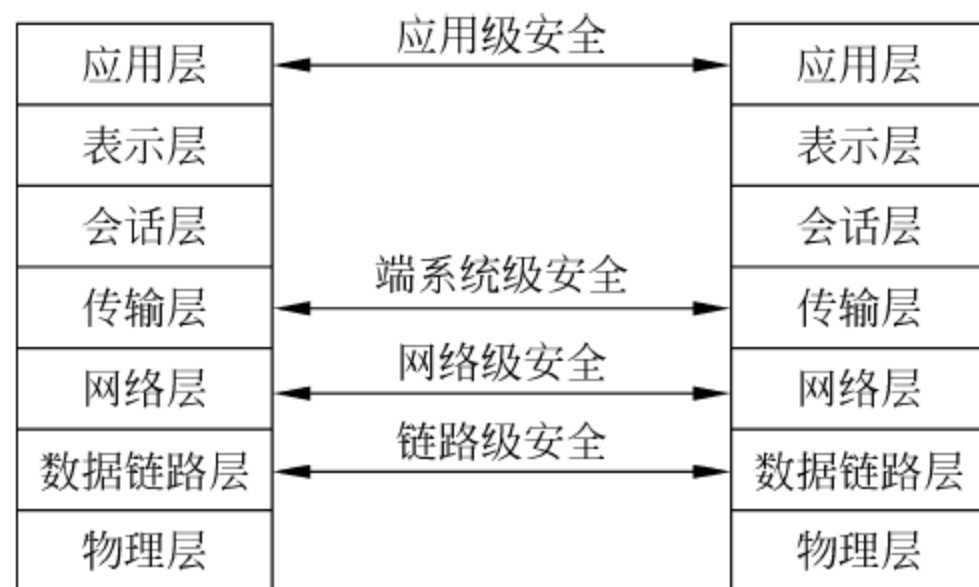 应用层 应用级安全 应用层
表示层 表示层
会话层 会话层
端系统级安全
传输层 传输层
网络级安全
网络层 网络层
链路级安全
数据链路层 数据链路层
物理层 物理层